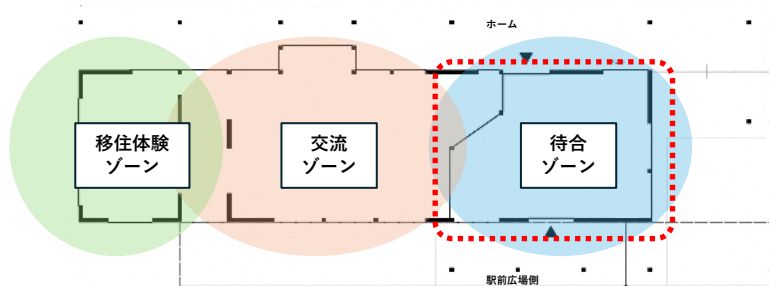 ホーム
移住体験
ゾーン
交流
ゾーン
待合
ゾーン
駅前広場側